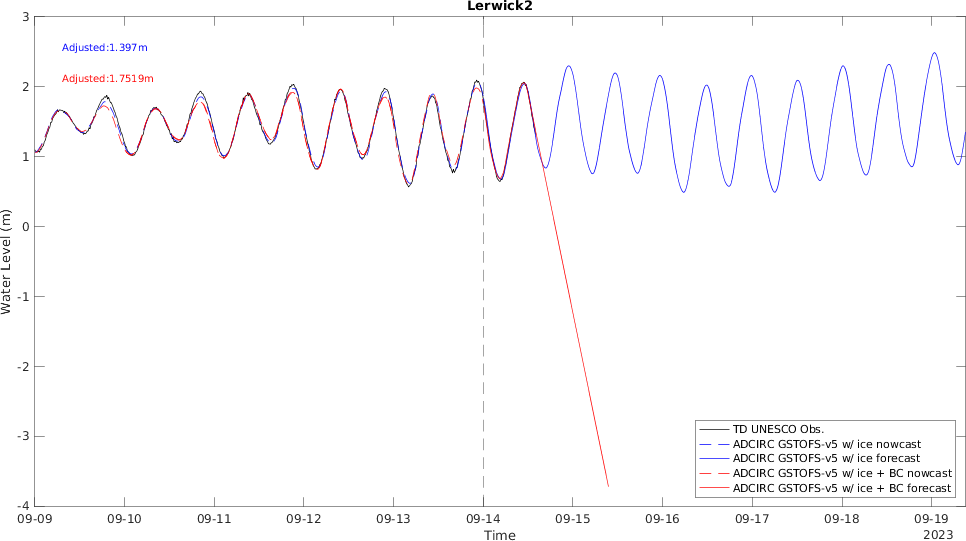 Lerwick2
3
Adjusted:1.397m
Adjusted:1.7519m
2
1
0
Water Level (m)
-1
-2
-3
-4
TD UNESCO Obs.
ADCIRC GSTOFS-v5 w/ ice nowcast
ADCIRC GSTOFS-v5 w/ ice forecast
ADCIRC GSTOFS-v5 w/ ice + BC nowcast
ADCIRC GSTOFS-v5 w/ ice + BC forecast
09-09 09-10 09-11 09-12 09-13 09-14 09-15 09-16 09-17 09-18 09-19
Time
2023